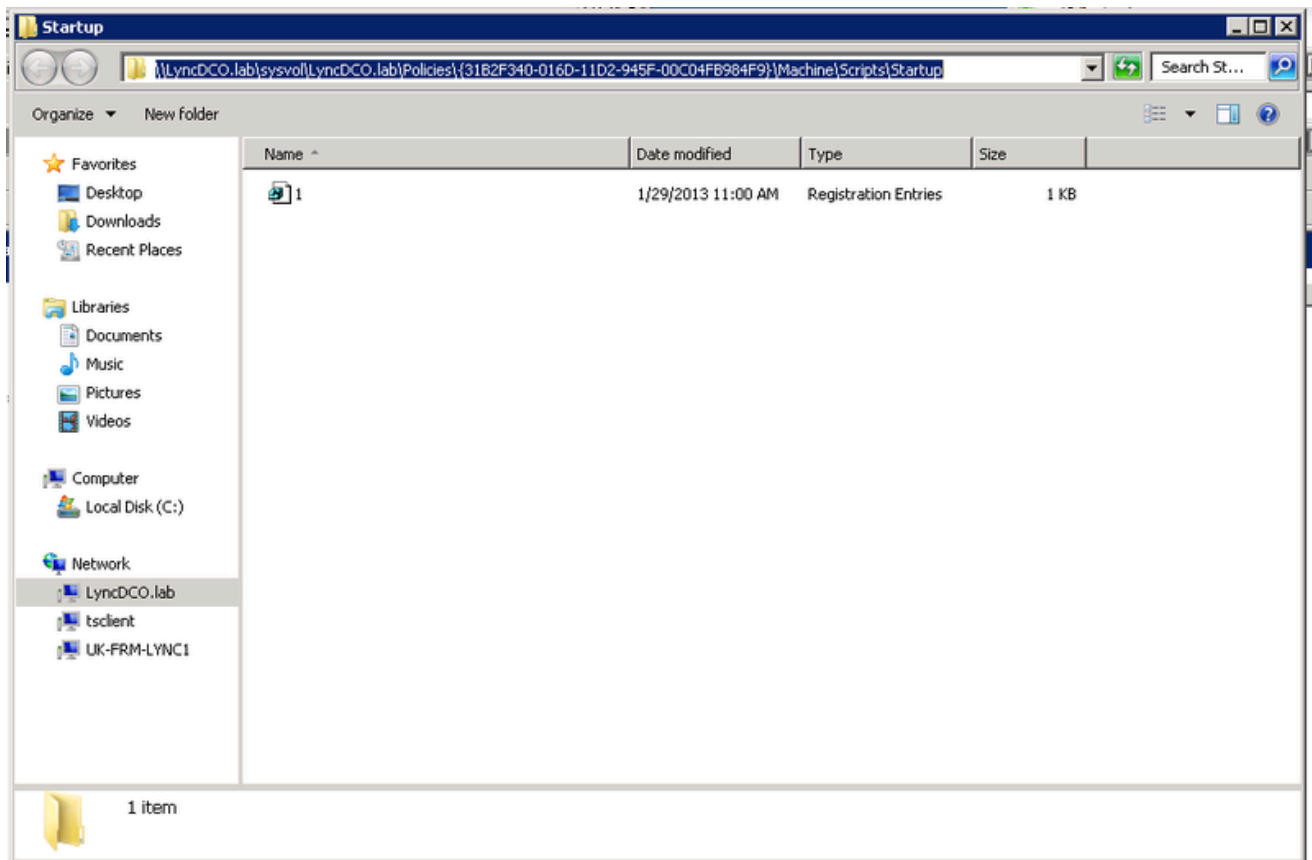 Startup
\\LyncDCO.lab\sysvol\LyncDCO.lab\Policies\{31B2F340-016D-11D2-945F-00C04FB984F9}\Machine\Scripts\Startup
Search St...
Organize
New folder
Name
Date modified
Type
Size
1
1/29/2013 11:00 AM
Registration Entries
1 KB
Favorites
Desktop
Downloads
Recent Places
Libraries
Documents
Music
Pictures
Videos
Computer
Local Disk (C:)
Network
LyncDCO.lab
tsclient
UK-FRM-LYNC1
1 item